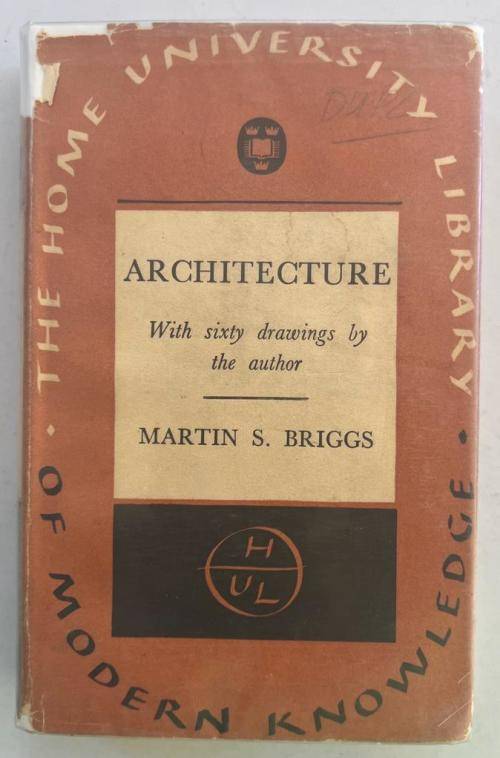 THE HOME UNIVERSITY LIBRARY
OF MODERN KNOWLEDGE
ARCHITECTURE
With sixty drawings by
the author
MARTIN S. BRIGGS
H
UL